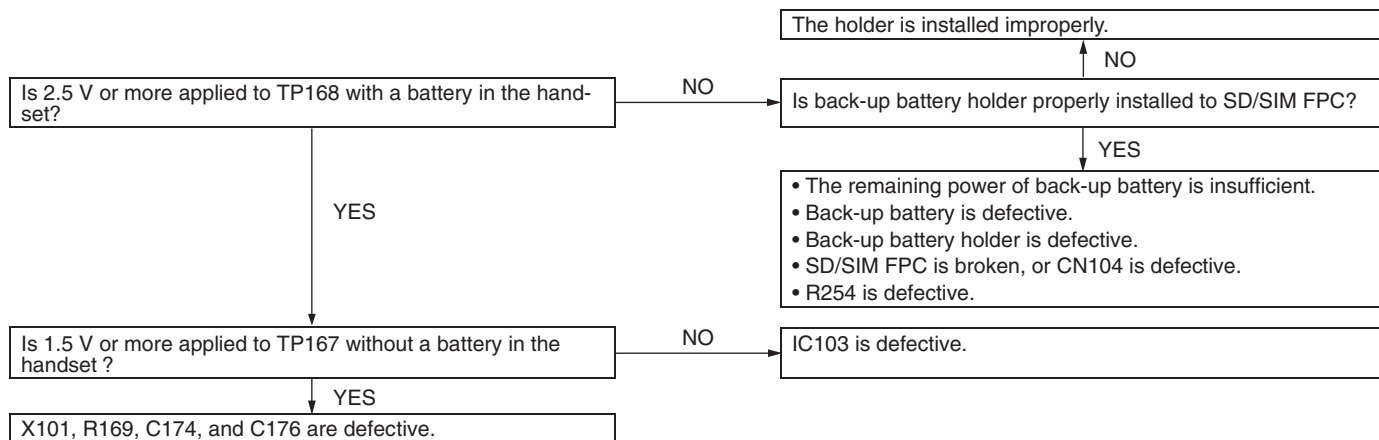 The holder is installed improperly.
NO
Is 2.5 V or more applied to TP168 with a battery in the hand-
set?
NO
Is back-up battery holder properly installed to SD/SIM FPC?
YES
• The remaining power of back-up battery is insufficient.
• Back-up battery is defective.
• Back-up battery holder is defective.
• SD/SIM FPC is broken, or CN104 is defective.
• R254 is defective.
YES
Is 1.5 V or more applied to TP167 without a battery in the
handset ?
NO
IC103 is defective.
YES
X101, R169, C174, and C176 are defective.